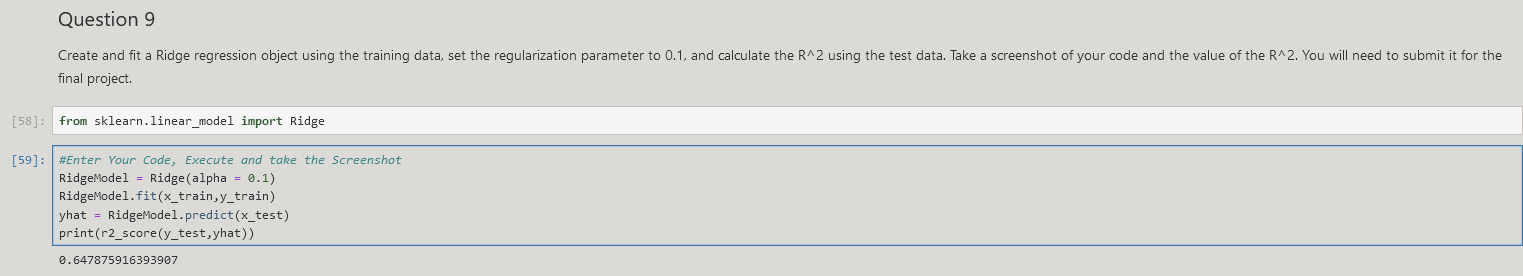 Question 9
Create and fit a Ridge regression object using the training data, set the regularization parameter to 0.1, and calculate the R^2 using the test data. Take a screenshot of your code and the value of the R^2. You will need to submit it for the
final project.
[58]: from sklearn.linear_model import Ridge
[59]: #Enter Your Code, Execute and take the Screenshot
RidgeModel = Ridge(alpha = 0.1)
RidgeModel.fit(x_train,y_train)
yhat = RidgeModel.predict(x_test)
print(r2_score(y_test,yhat))
0.647875916393907